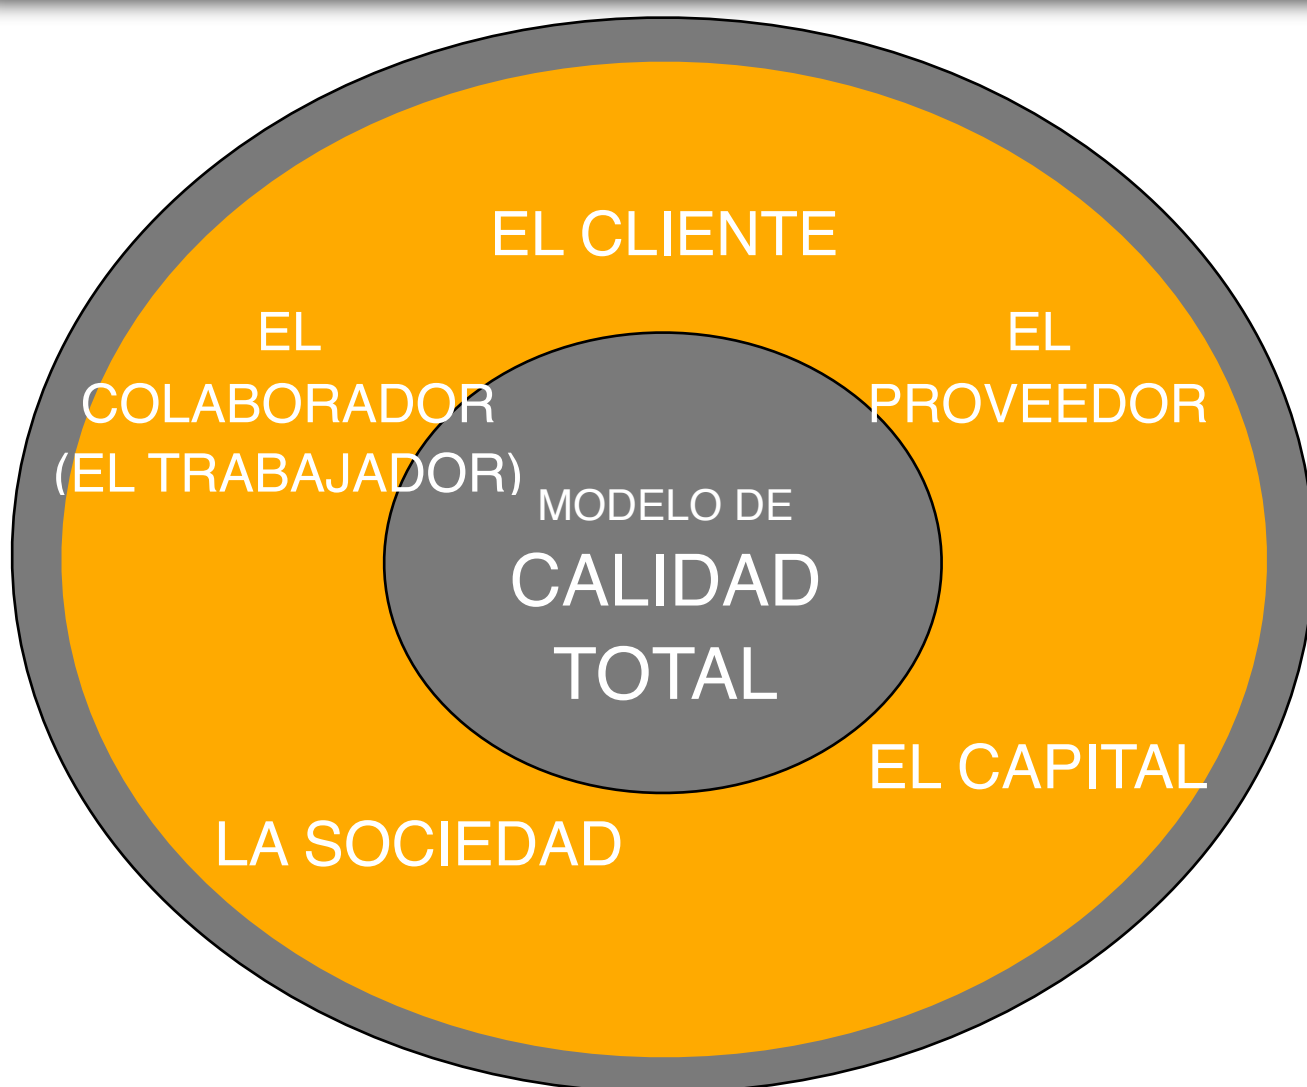 EL CLIENTE
EL
COLABORADOR
(EL TRABAJADOR)
EL
PROVEEDOR
MODELO DE
CALIDAD
TOTAL
EL CAPITAL
LA SOCIEDAD